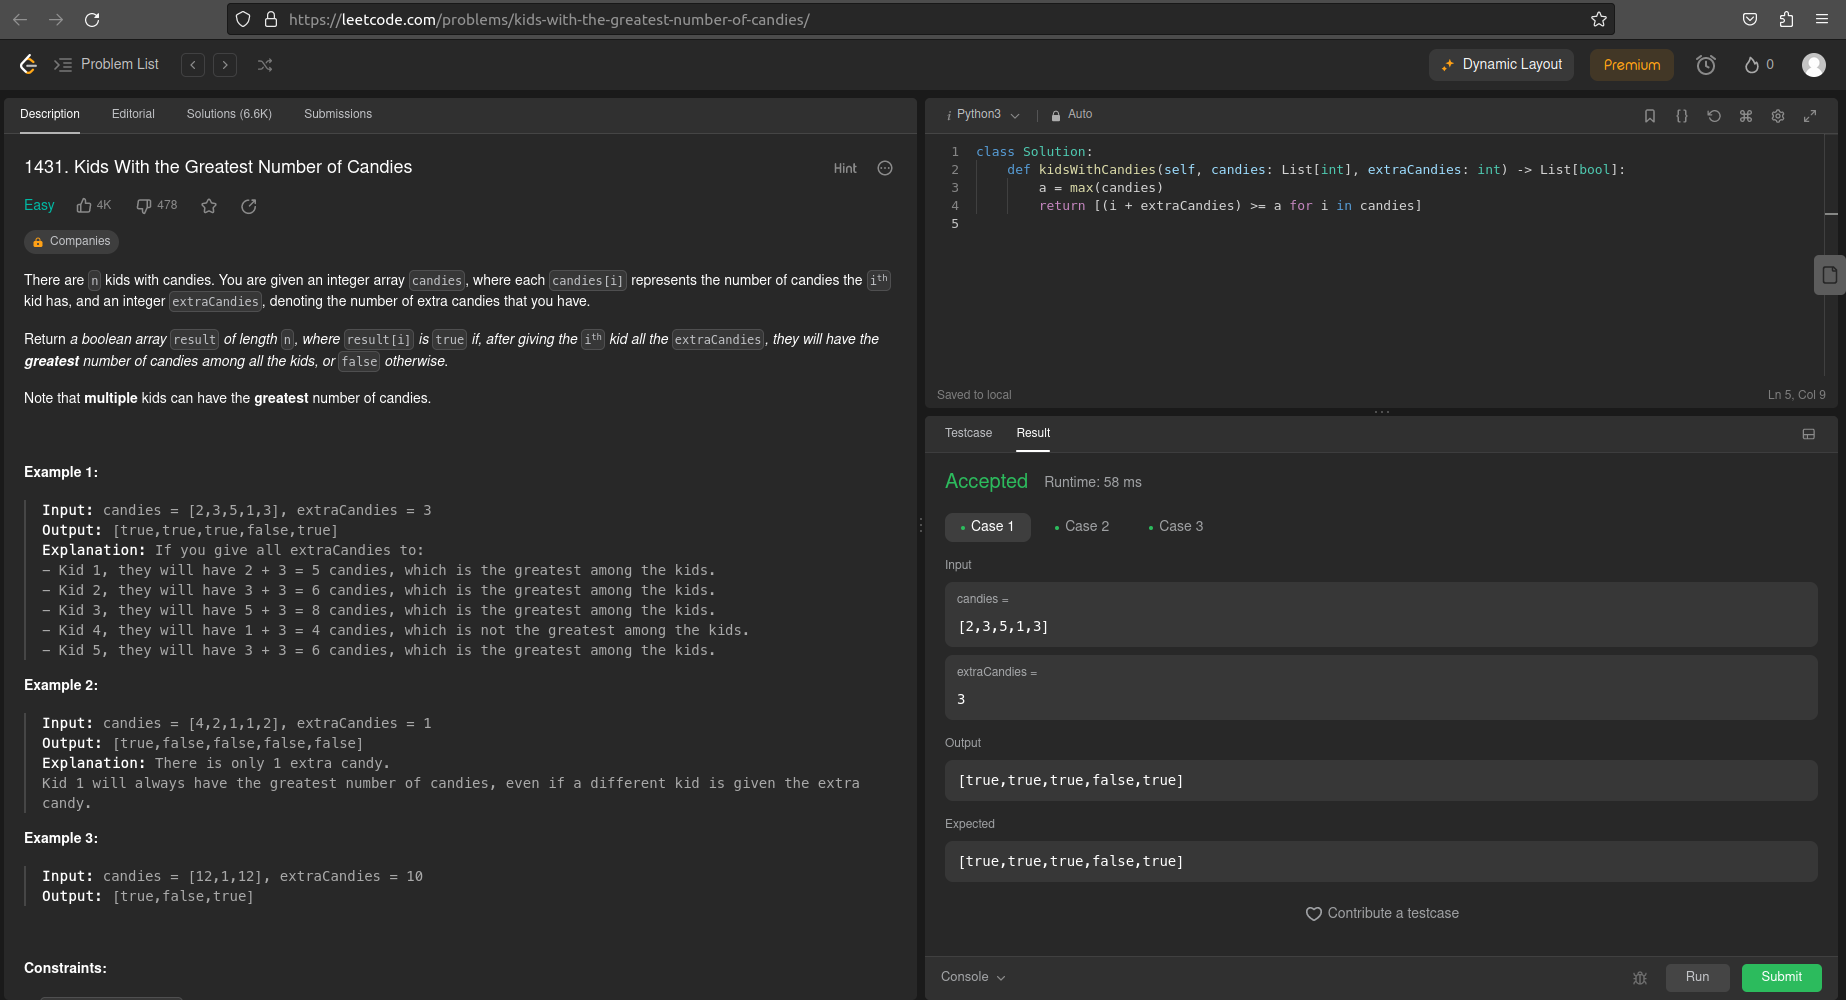 https://leetcode.com/problems/kids-with-the-greatest-number-of-candies/
Problem List
Dynamic Layout
Premium
0
Description Editorial Solutions (6.6K) Submissions
1431. Kids With the Greatest Number of Candies
Hint
Easy 4K 478
Companies
There are n kids with candies. You are given an integer array candies, where each candies[i] represents the number of candies the ith
kid has, and an integer extraCandies, denoting the number of extra candies that you have.
Return a boolean array result of length n, where result[i] is true if, after giving the ith kid all the extraCandies, they will have the
greatest number of candies among all the kids, or false otherwise.
Note that multiple kids can have the greatest number of candies.
Example 1:
Input: candies = [2,3,5,1,3], extraCandies = 3
Output: [true,true,true,false,true]
Explanation: If you give all extraCandies to:
- Kid 1, they will have 2 + 3 = 5 candies, which is the greatest among the kids.
- Kid 2, they will have 3 + 3 = 6 candies, which is the greatest among the kids.
- Kid 3, they will have 5 + 3 = 8 candies, which is the greatest among the kids.
- Kid 4, they will have 1 + 3 = 4 candies, which is not the greatest among the kids.
- Kid 5, they will have 3 + 3 = 6 candies, which is the greatest among the kids.
Example 2:
Input: candies = [4,2,1,1,2], extraCandies = 1
Output: [true,false,false,false,false]
Explanation: There is only 1 extra candy.
Kid 1 will always have the greatest number of candies, even if a different kid is given the extra
candy.
Example 3:
Input: candies = [12,1,12], extraCandies = 10
Output: [true,false,true]
Constraints:
i Python3 | Auto
{}
1 class Solution:
2 def kidsWithCandies(self, candies: List[int], extraCandies: int) -> List[bool]:
3 a = max(candies)
4 return [(i + extraCandies) >= a for i in candies]
5
Saved to local
Ln 5, Col 9
Testcase Result
Accepted Runtime: 58 ms
• Case 1 • Case 2 • Case 3
Input
candies =
[2,3,5,1,3]
extraCandies =
3
Output
[true,true,true,false,true]
Expected
[true,true,true,false,true]
Contribute a testcase
Console
Run
Submit